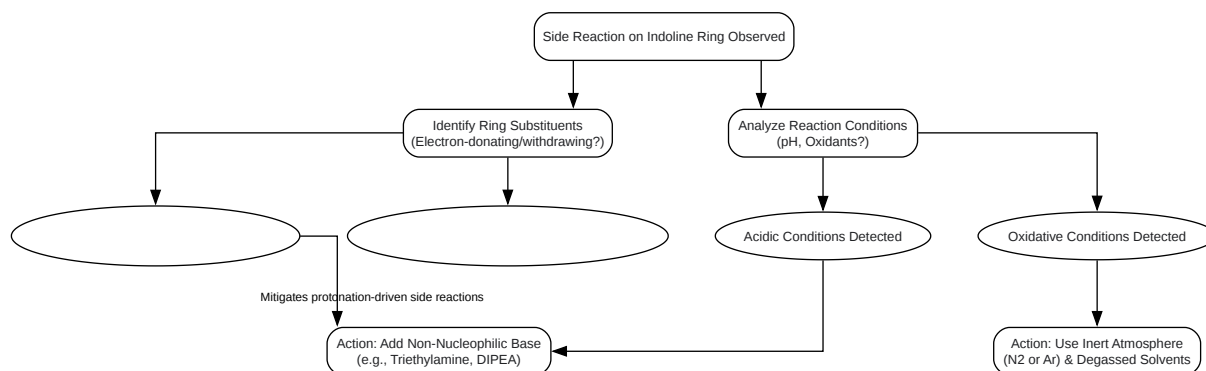 Side Reaction on Indoline Ring Observed
Identify Ring Substituents
(Electron-donating/withdrawing?)
Analyze Reaction Conditions
(pH, Oxidants?)
Acidic Conditions Detected
Oxidative Conditions Detected
Mitigates protonation-driven side reactions
Action: Add Non-Nucleophilic Base
(e.g., Triethylamine, DIPEA)
Action: Use Inert Atmosphere
(N2 or Ar) & Degassed Solvents